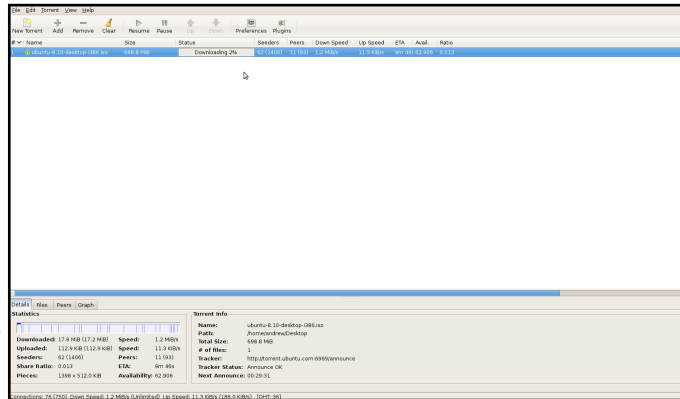 File Edit Torrent View Help
New Torrent Add Remove Clear Resume Pause Up Down Preferences Plugins
# Name Size Status Seeders Peers Down Speed Up Speed ETA Avail. Ratio
1 ubuntu-8.10-desktop-i386.iso 698.8 MiB Downloading 2% 62 (1406) 11 (93) 1.2 MiB/s 11.3 KiB/s 9m 46s 62.906 0.013
Details Files Peers Graph
Statistics Torrent Info
Name: ubuntu-8.10-desktop-i386.iso
Path: /home/andrew/Desktop
Downloaded: 17.9 MiB (17.2 MiB) Speed: 1.2 MiB/s Total Size: 698.8 MiB
Uploaded: 112.9 KiB (112.9 KiB) Speed: 11.3 KiB/s # of files: 1
Seeders: 62 (1406) Peers: 11 (93) Tracker: http://torrent.ubuntu.com:6969/announce
Share Ratio: 0.013 ETA: 9m 46s Tracker Status: Announce OK
Pieces: 1398 x 512.0 KiB Availability: 62.906 Next Announce: 00:29:31
Connections: 76 (750) Down Speed: 1.2 MiB/s (Unlimited) Up Speed: 11.3 KiB/s (186.0 KiB/s) [DHT: 36]